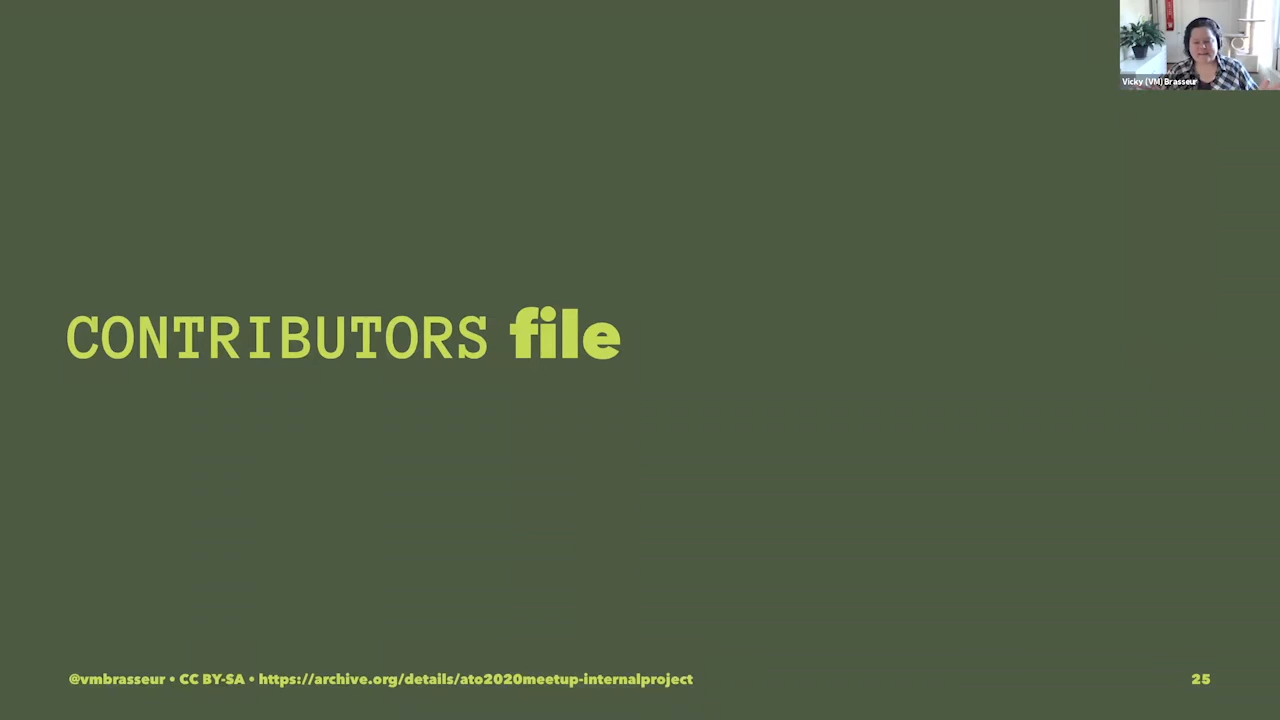 Vicky (VM) Brasseur
CONTRIBUTORS file
@vmbrasseur • CC BY-SA • https://archive.org/details/ato2020meetup-internalproject
25